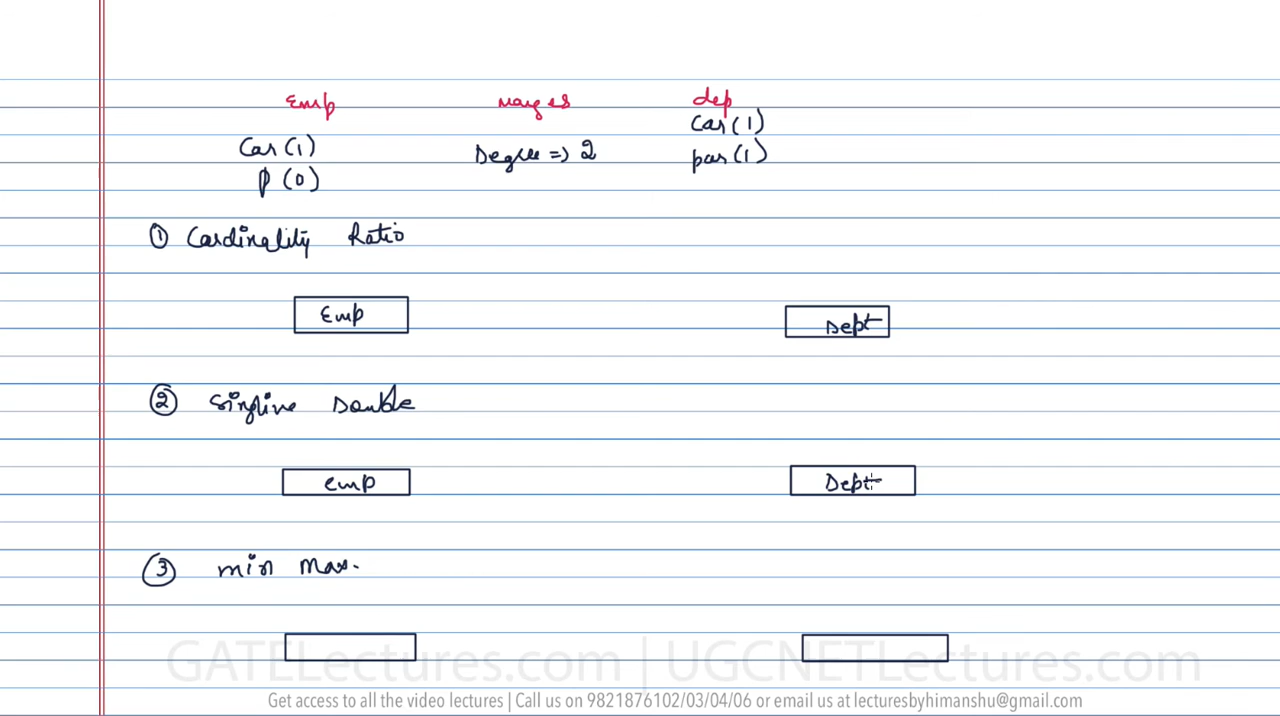 Emp manges dep
Car(1)
Car(1) Degree => 2 par(1)
P(0)
① Cardinality Ratio
Emp Dept
② Singline Double
emp Dept
③ min Max.
GATELectures.com | UGCNETLectures.com
Get access to all the video lectures | Call us on 9821876102/03/04/06 or email us at lecturesbyhimanshu@gmail.com